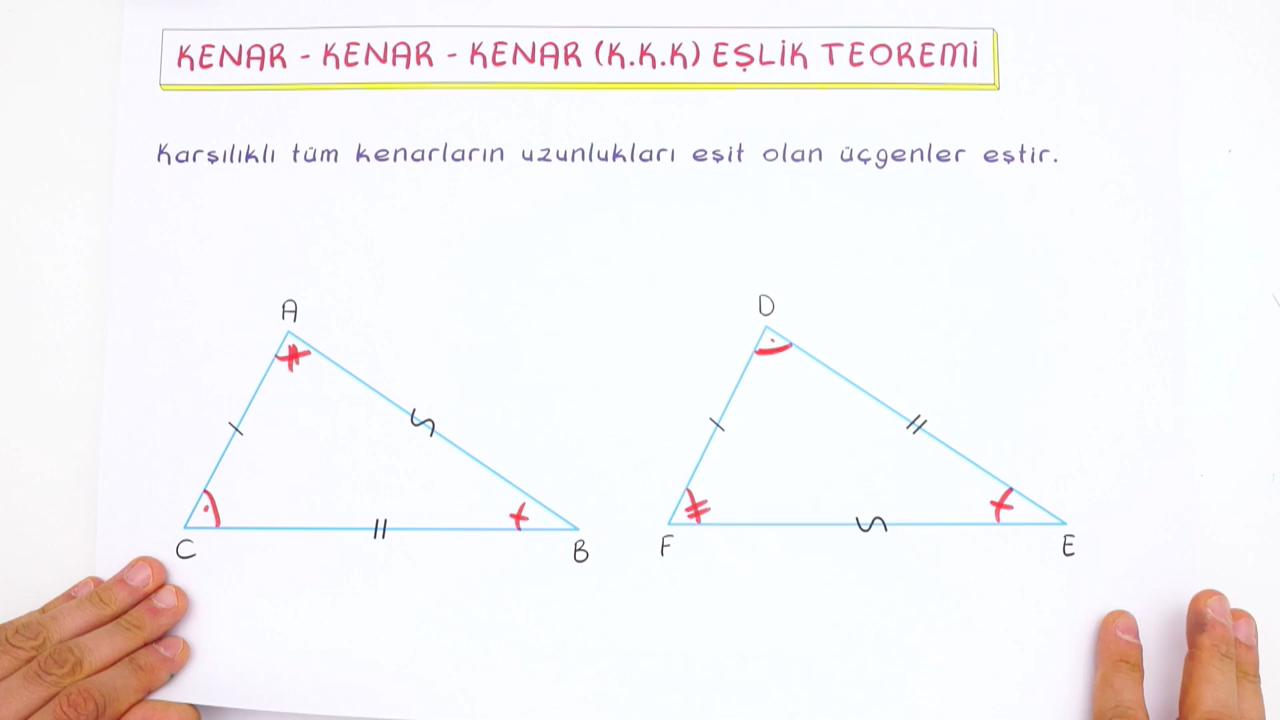 KENAR - KENAR - KENAR (K.K.K) EŞLİK TEOREMİ
Karşılıklı tüm kenarların uzunlukları eşit olan üçgenler eştir.
A
D
C
B
F
E